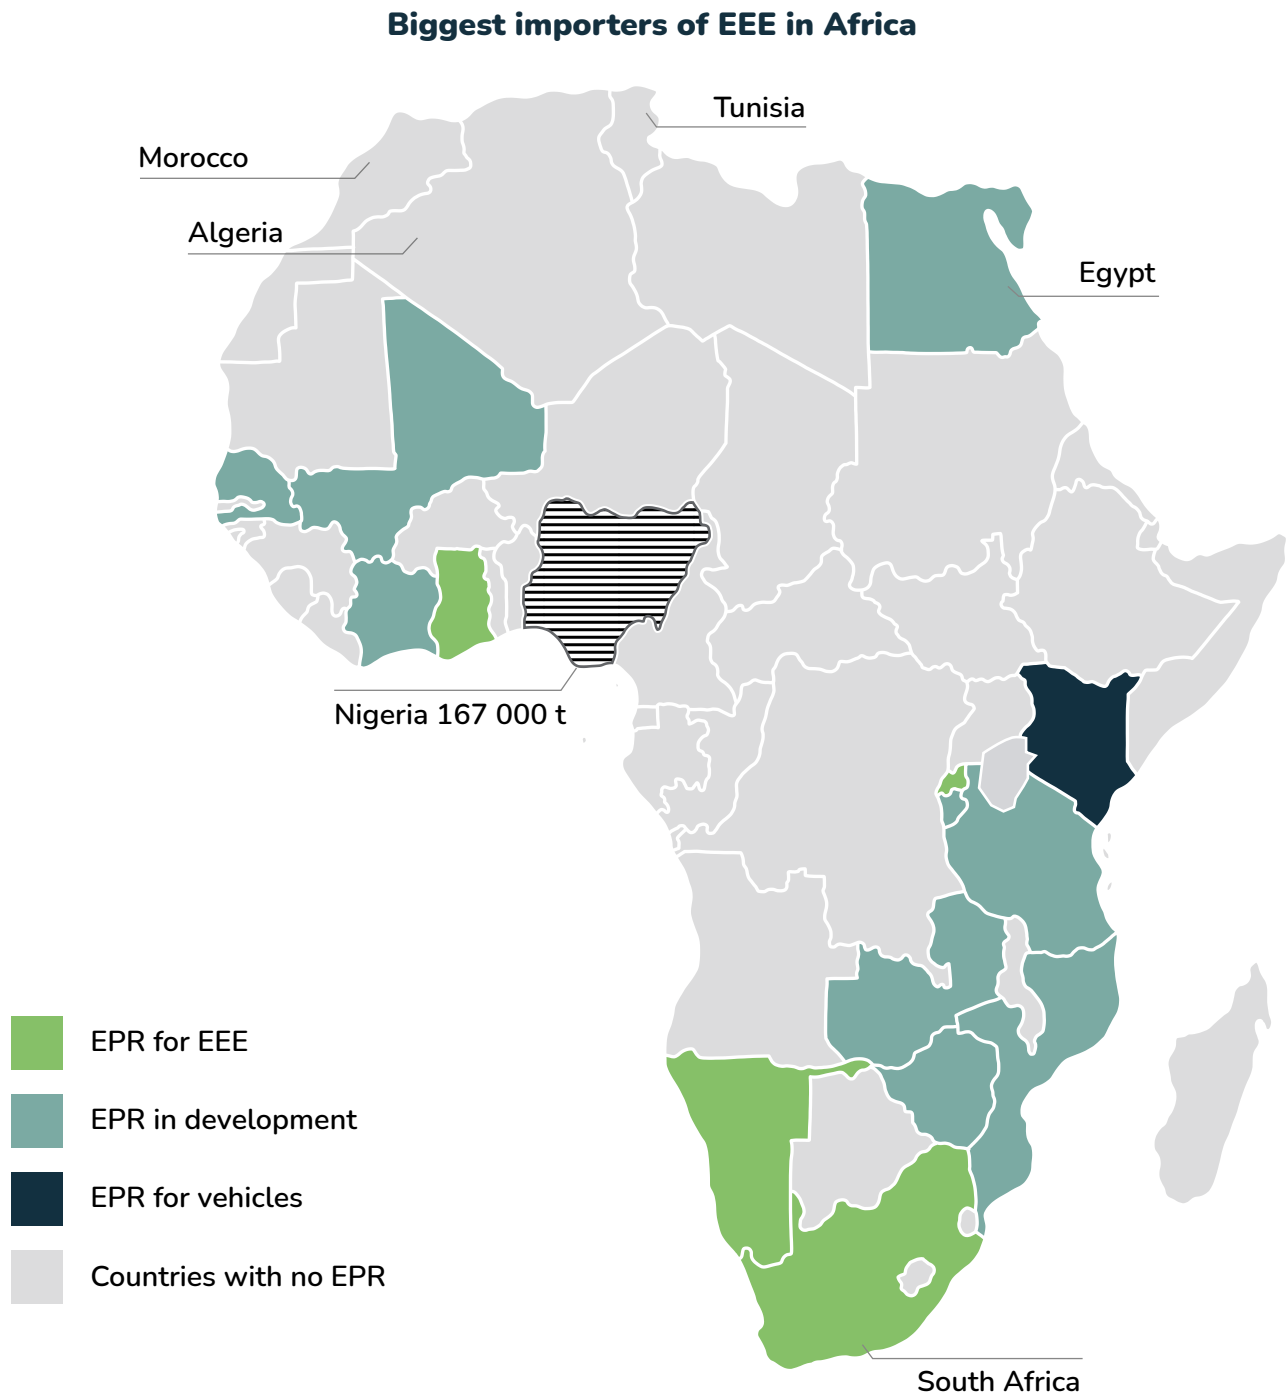 Biggest importers of EEE in Africa
Tunisia
Morocco
Algeria
Egypt
Nigeria 167 000 t
EPR for EEE
EPR in development
EPR for vehicles
Countries with no EPR
South Africa